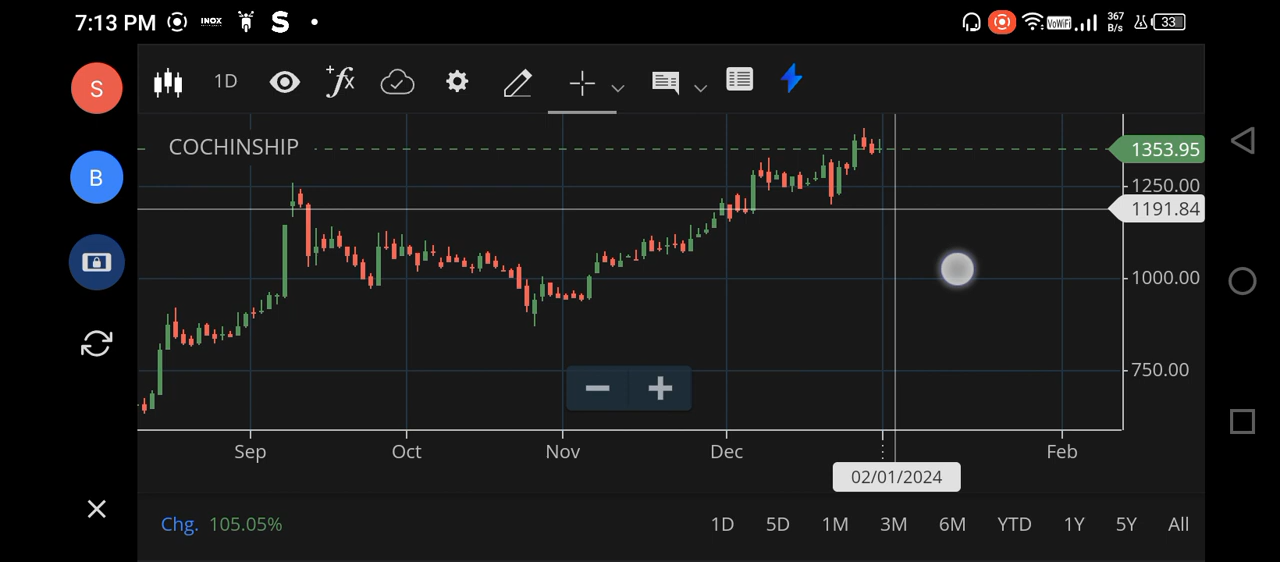 7:13 PM INOX S VoWiFi 367 B/s 33
S
1D +fx
COCHINSHIP
1353.95
B
1250.00
1191.84
1000.00
750.00
Sep Oct Nov Dec Feb
02/01/2024
Chg. 105.05% 1D 5D 1M 3M 6M YTD 1Y 5Y All